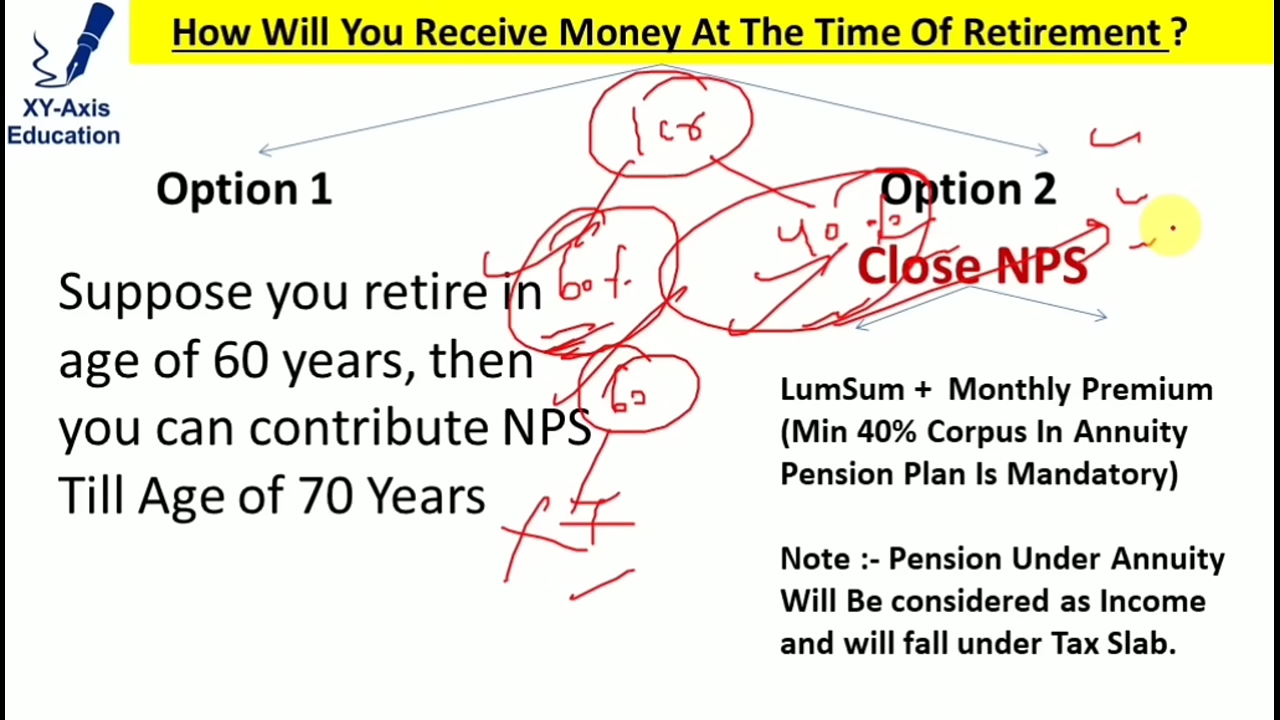 How Will You Receive Money At The Time Of Retirement ?
XY-Axis
Education
1 cr
Option 1
Option 2
60%
40%
Close NPS
Suppose you retire in
age of 60 years, then
you can contribute NPS
Till Age of 70 Years
60
LumSum + Monthly Premium
(Min 40% Corpus In Annuity
Pension Plan Is Mandatory)
Note :- Pension Under Annuity
Will Be considered as Income
and will fall under Tax Slab.